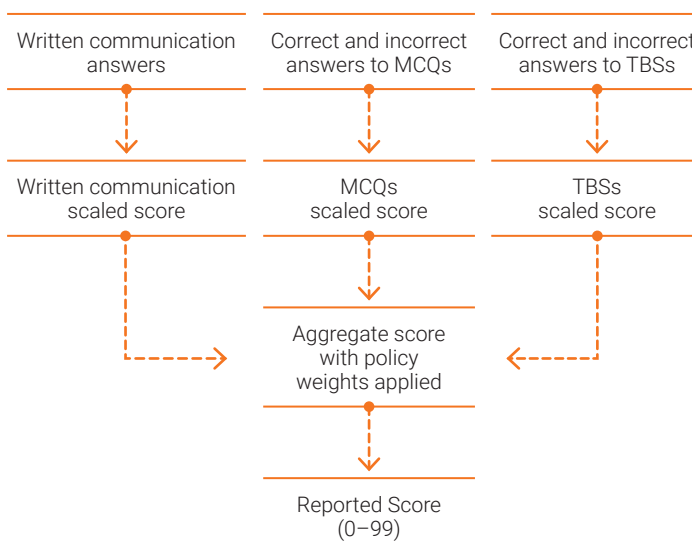 Written communication
answers
Correct and incorrect
answers to MCQs
Correct and incorrect
answers to TBSs
Written communication
scaled score
MCQs
scaled score
TBSs
scaled score
Aggregate score
with policy
weights applied
Reported Score
(0–99)